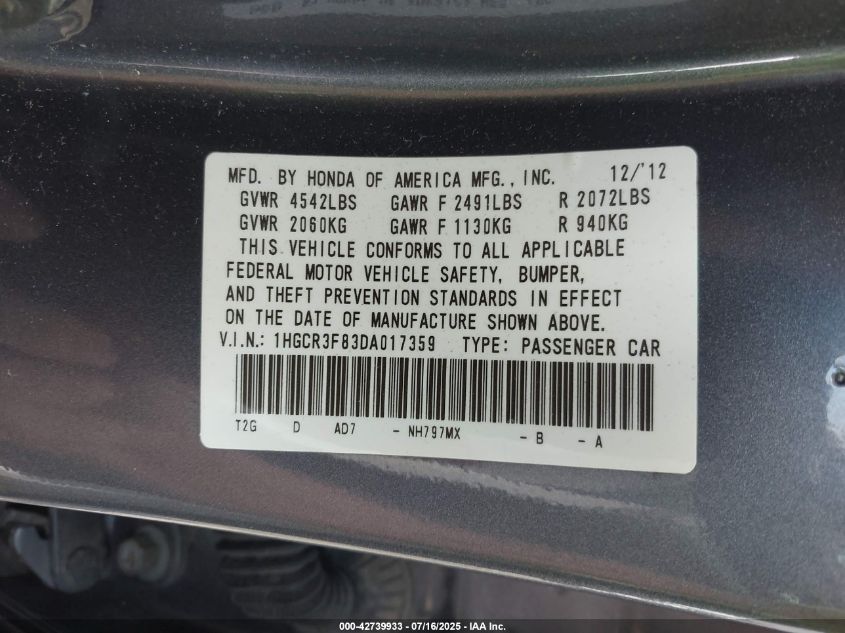 MFD. BY HONDA OF AMERICA MFG., INC. 12/'12
GVWR 4542LBS GAWR F 2491LBS R 2072LBS
GVWR 2060KG GAWR F 1130KG R 940KG
THIS VEHICLE CONFORMS TO ALL APPLICABLE
FEDERAL MOTOR VEHICLE SAFETY, BUMPER,
AND THEFT PREVENTION STANDARDS IN EFFECT
ON THE DATE OF MANUFACTURE SHOWN ABOVE.
V.I.N.: 1HGCR3F83DA017359 TYPE: PASSENGER CAR
T2G D AD7 - NH797MX - B - A
000-42739933 - 07/16/2025 - IAA Inc.